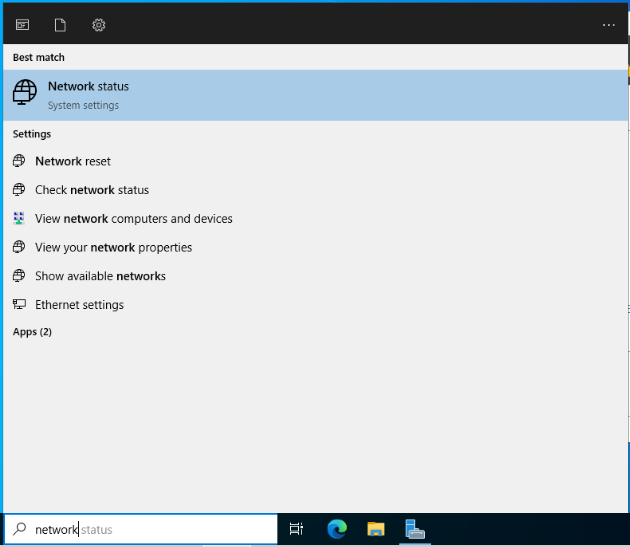 Best match
Network status
System settings
Settings
Network reset
Check network status
View network computers and devices
View your network properties
Show available networks
Ethernet settings
Apps (2)
network status